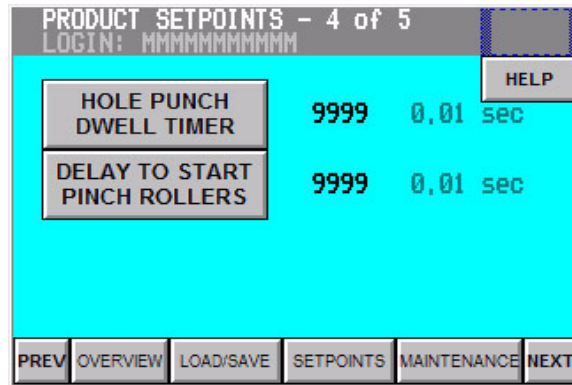 PRODUCT SETPOINTS - 4 of 5
LOGIN: MMMMMMMMMMM
HELP
HOLE PUNCH
DWELL TIMER
9999 0,01 sec
DELAY TO START
PINCH ROLLERS
9999 0,01 sec
PREV OVERVIEW LOAD/SAVE SETPOINTS MAINTENANCE NEXT